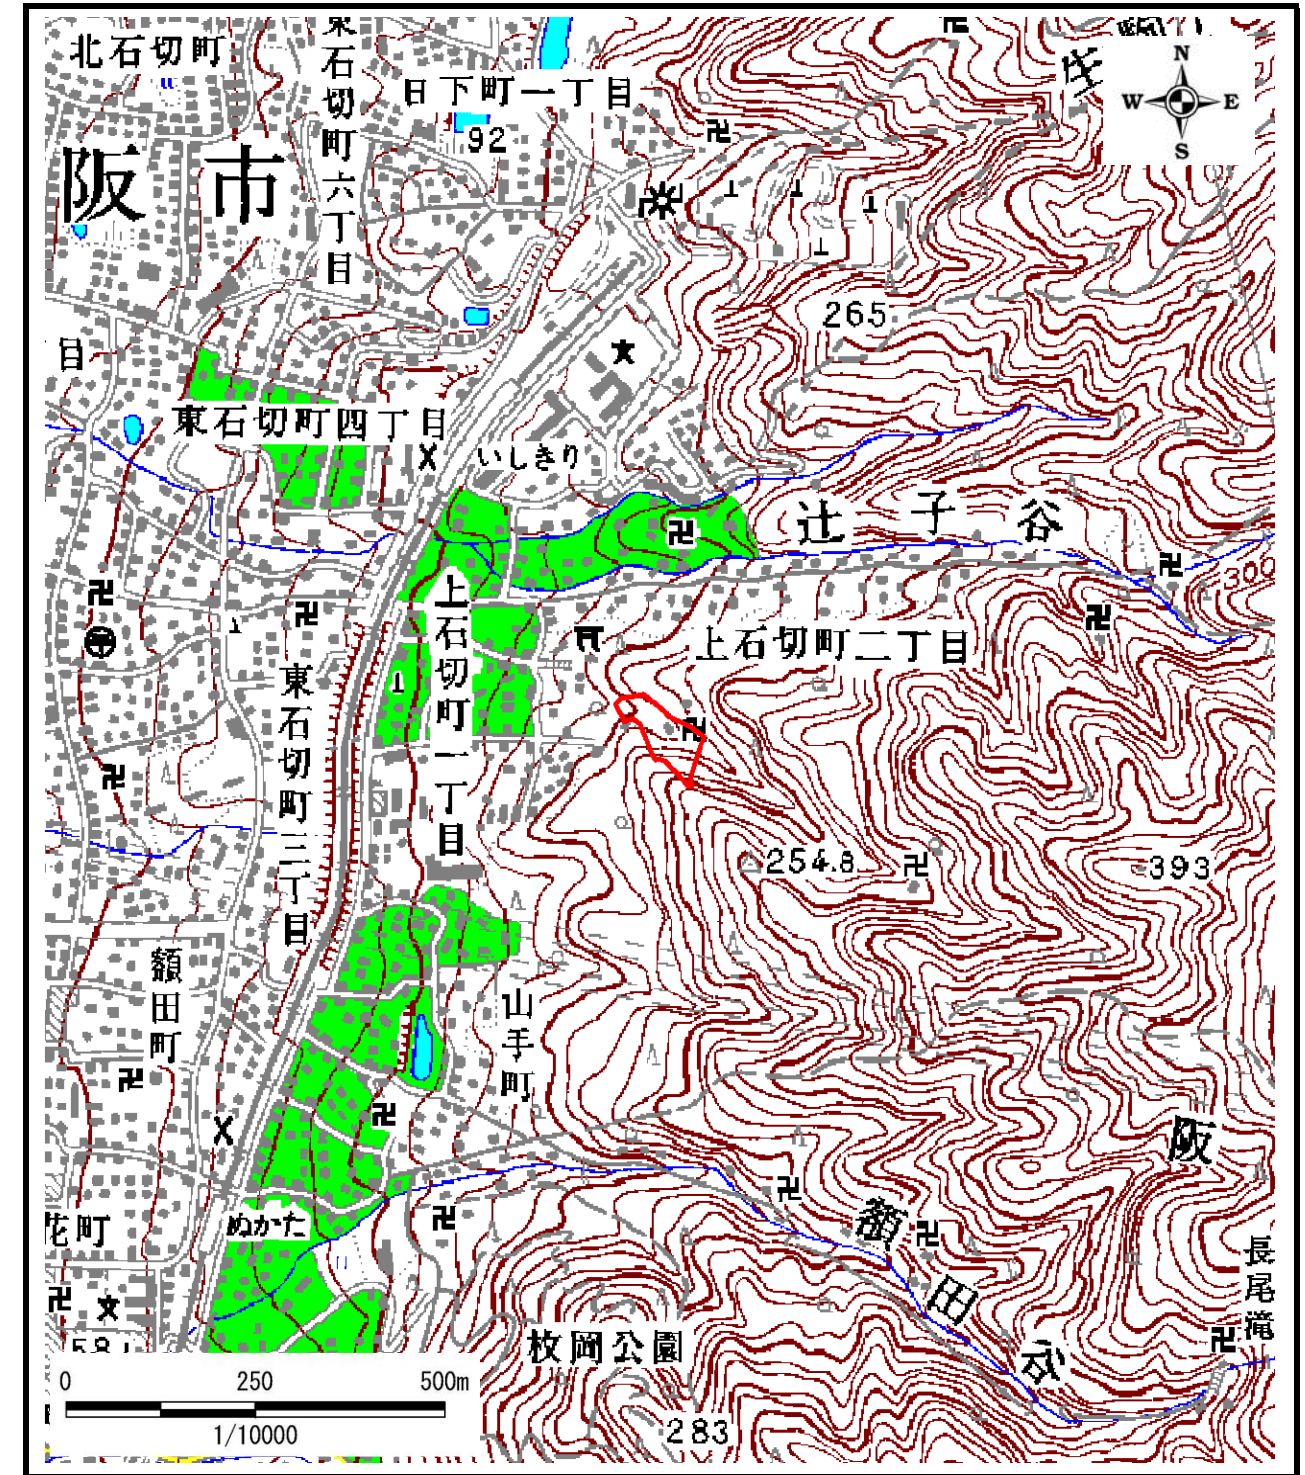 北石切町
東石切町六丁目
日下町一丁目
92
阪市
生
N
W E
S
265
目
東石切町四丁目
いしきり
辻子谷
300
上石切町二丁目
上石切町一丁目
東石切町三丁目
254.8
393
額田町
山手町
阪
額田谷
花町
ぬかた
長尾滝
枚岡公園
58
283
0 250 500m
1/10000